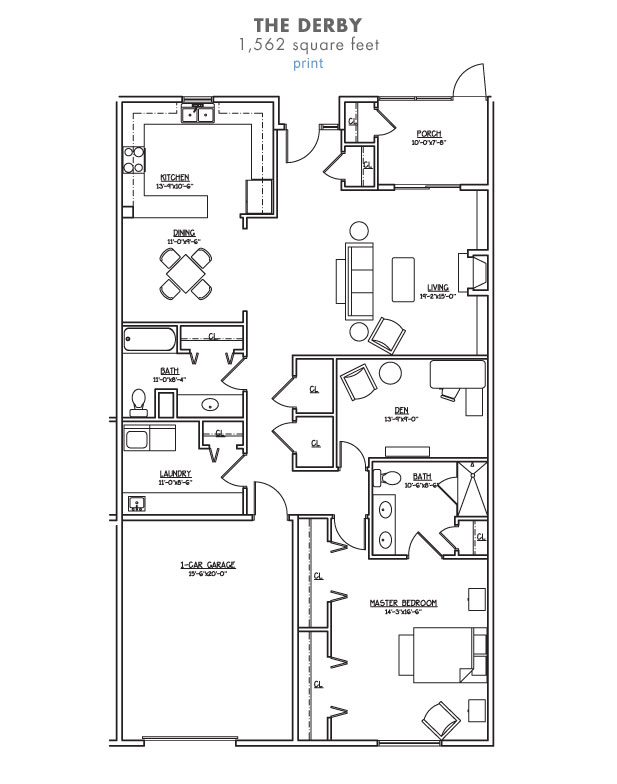 THE DERBY
1,562 square feet
print
CL
PORCH
10'-0"x7'-8"
CL
KITCHEN
13'-9"x10'-6"
DINING
11'-0"x9'-6"
LIVING
19'-2"x15'-0"
CL
BATH
11'-0"x8'-4"
CL
DEN
13'-9"x9'-0"
CL
CL
LAUNDRY
11'-0"x8'-6"
BATH
10'-6"x8'-6"
CL
1-CAR GARAGE
15'-6"x20'-0"
CL
MASTER BEDROOM
14'-3"x16'-6"
CL